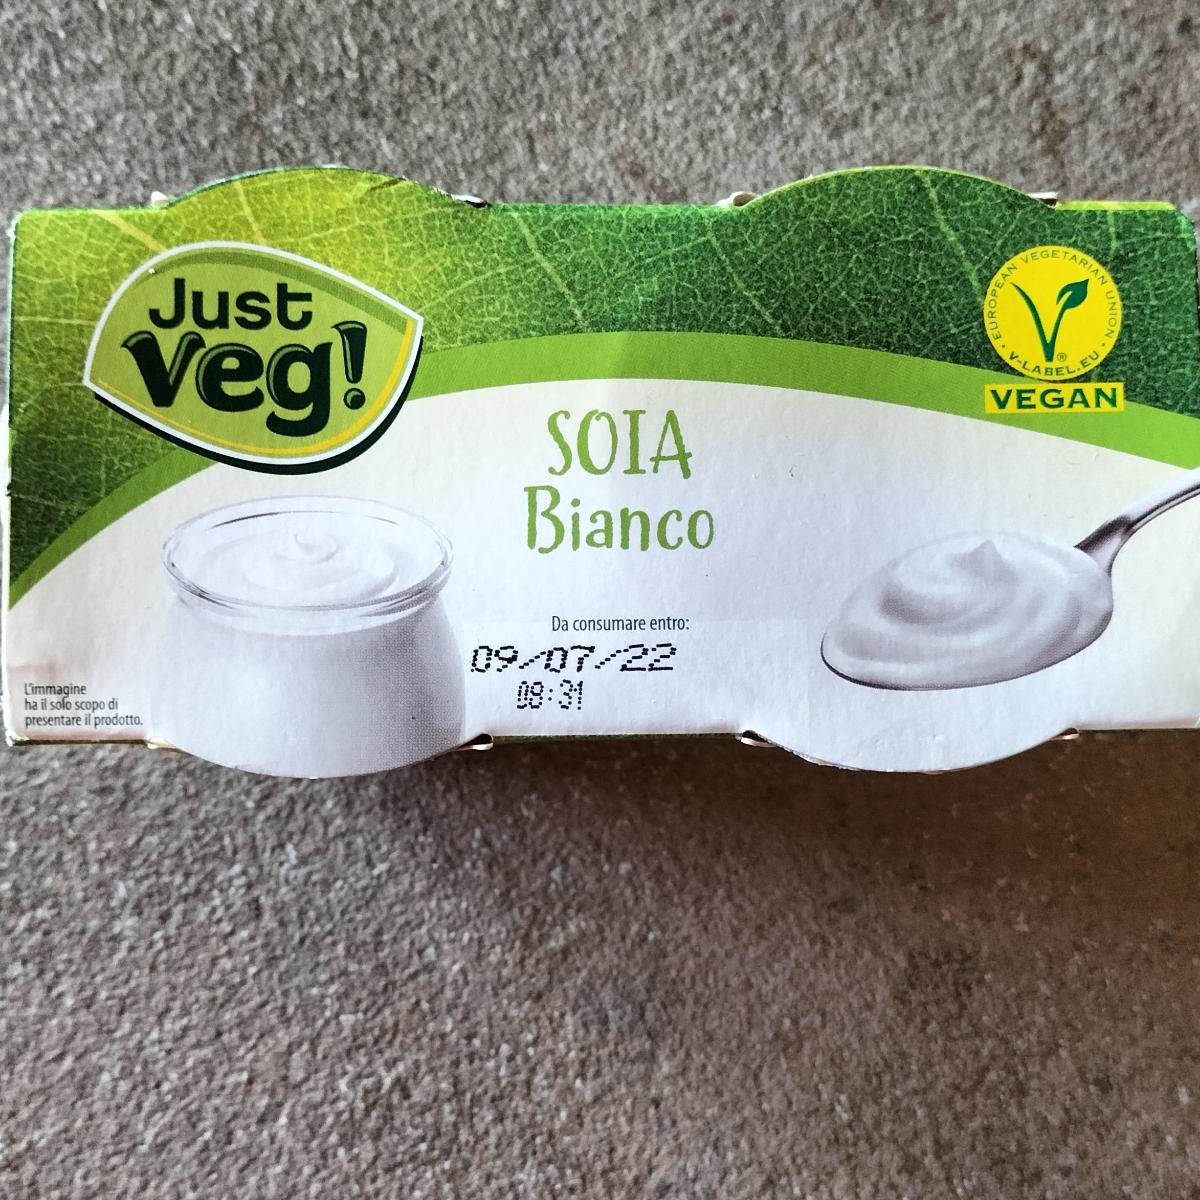 Just
Veg!
EUROPEAN VEGETARIAN UNION
V-LABEL.EU
®
VEGAN
SOIA
Bianco
Da consumare entro:
09/07/22
08:31
L'immagine
ha il solo scopo di
presentare il prodotto.